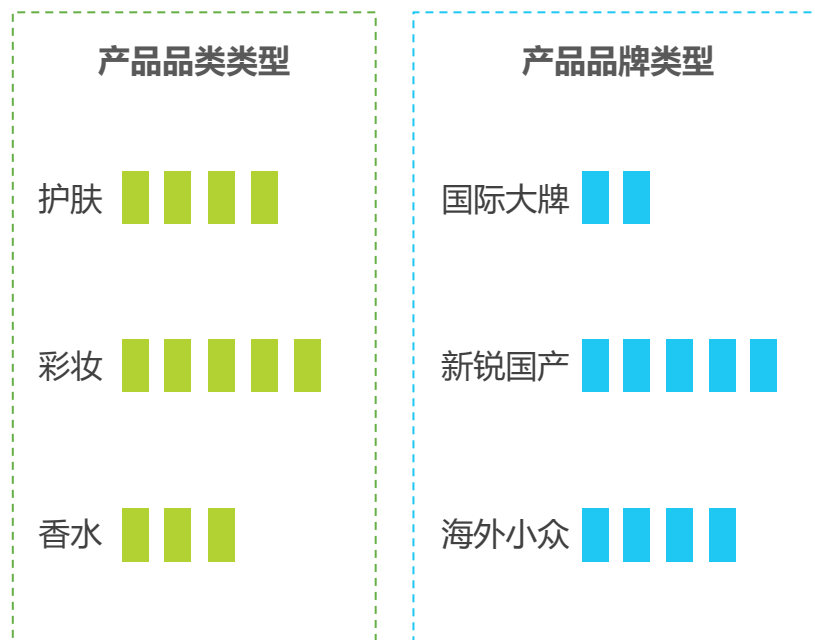 产品品类类型
护肤
彩妆
香水
产品品牌类型
国际大牌
新锐国产
海外小众